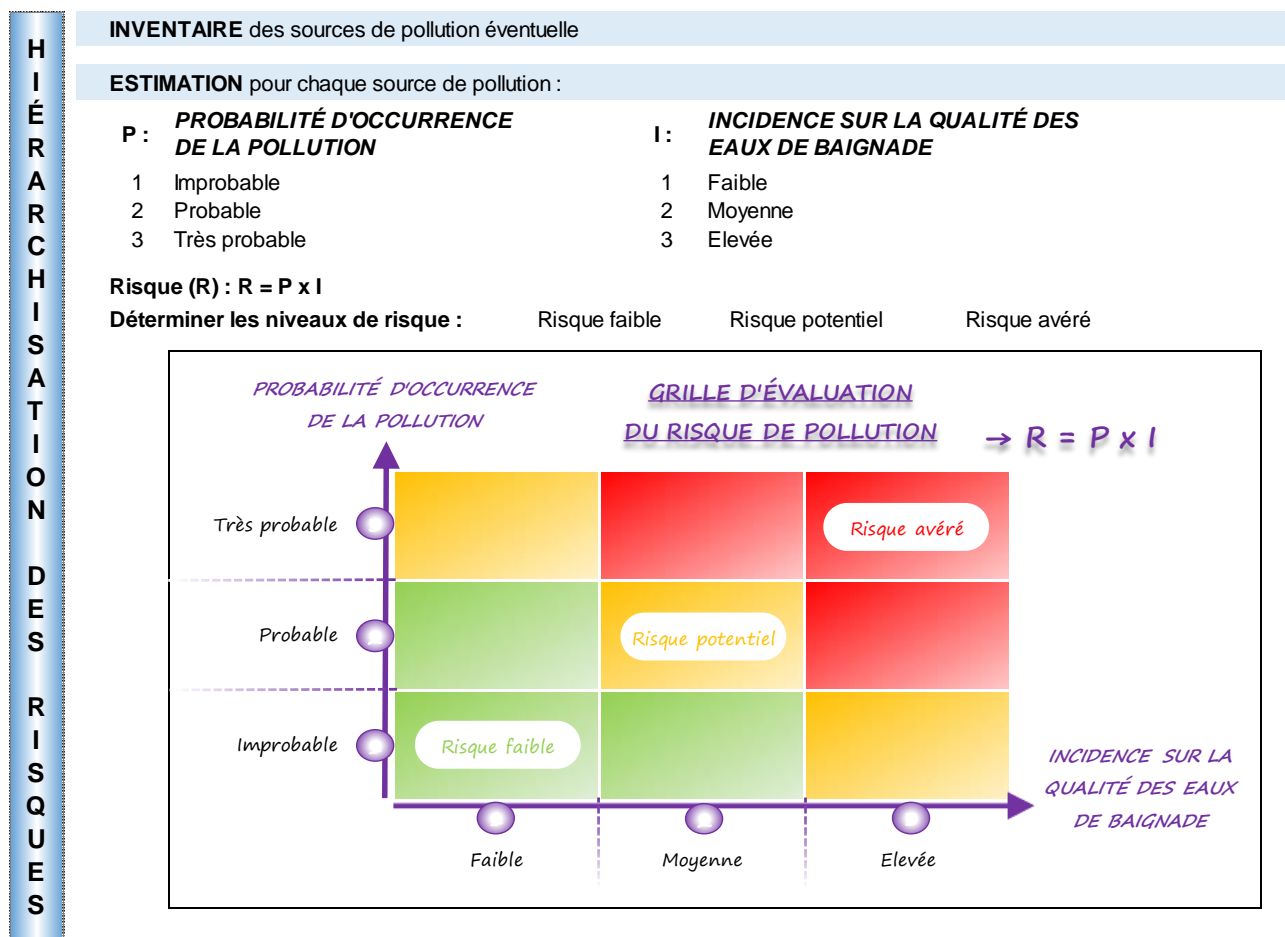 HIÉRARCHISATION DES RISQUES
INVENTAIRE des sources de pollution éventuelle
ESTIMATION pour chaque source de pollution :
P : PROBABILITÉ D'OCCURRENCE
DE LA POLLUTION
1 Improbable
2 Probable
3 Très probable
I : INCIDENCE SUR LA QUALITÉ DES
EAUX DE BAIGNADE
1 Faible
2 Moyenne
3 Elevée
Risque (R) : R = P x I
Déterminer les niveaux de risque : Risque faible Risque potentiel Risque avéré
PROBABILITÉ D'OCCURRENCE
DE LA POLLUTION
GRILLE D'ÉVALUATION
DU RISQUE DE POLLUTION
→ R = P x I
Très probable
Risque avéré
Probable
Risque potentiel
Improbable
Risque faible
INCIDENCE SUR LA
QUALITÉ DES EAUX
DE BAIGNADE
Faible
Moyenne
Elevée